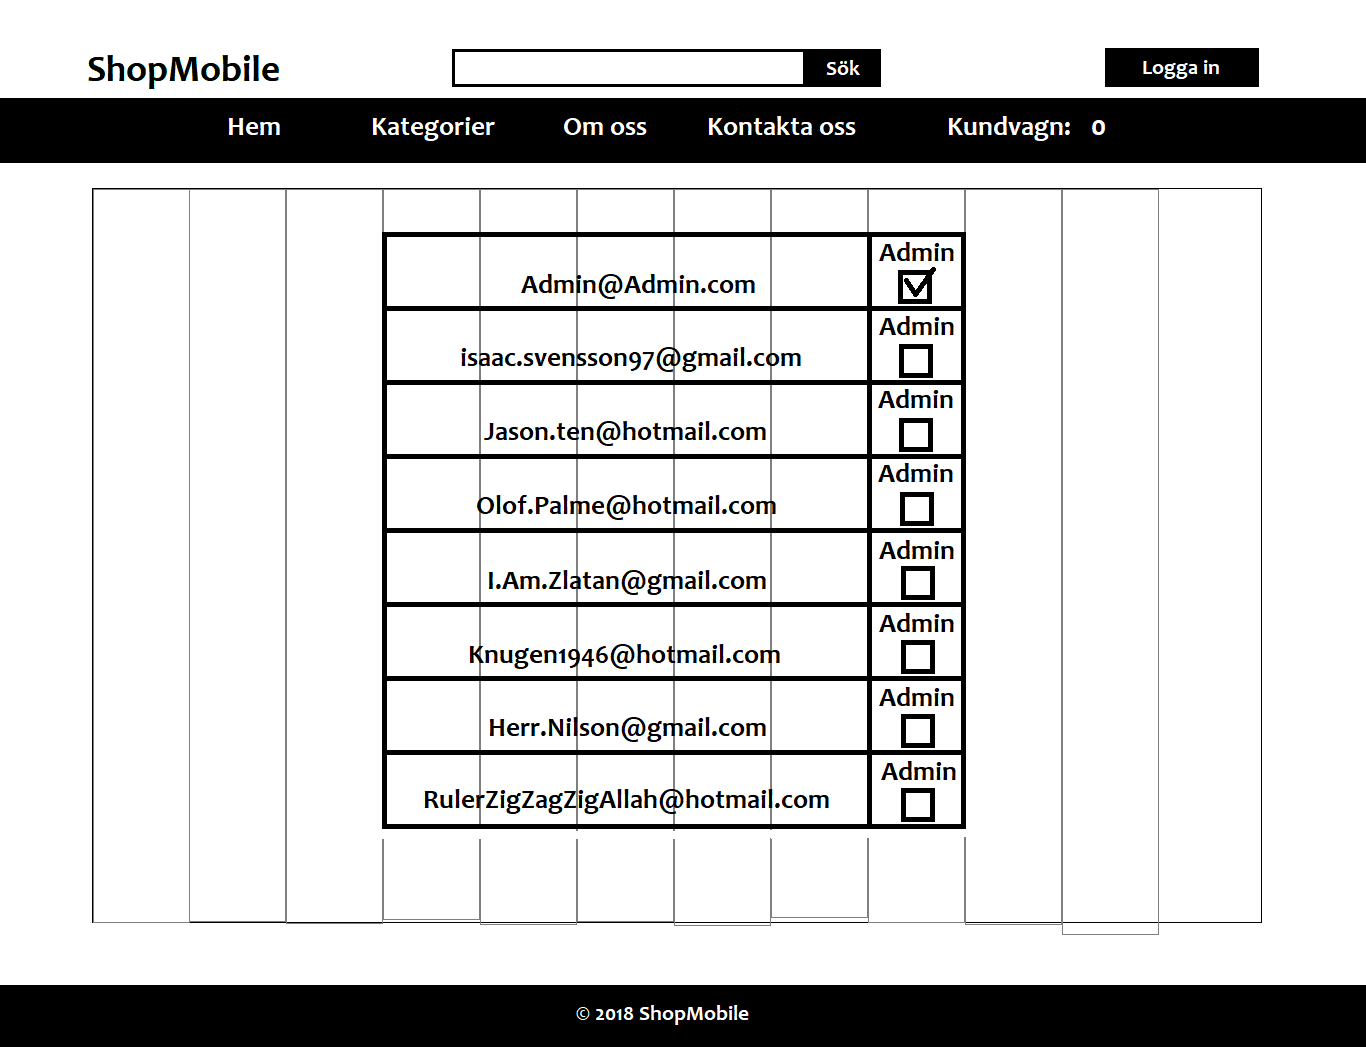 ShopMobile
Sök
Logga in
Hem Kategorier Om oss Kontakta oss Kundvagn: 0
Admin
Admin@Admin.com
Admin
isaac.svensson97@gmail.com
Admin
Jason.ten@hotmail.com
Admin
Olof.Palme@hotmail.com
Admin
I.Am.Zlatan@gmail.com
Admin
Knugen1946@hotmail.com
Admin
Herr.Nilson@gmail.com
Admin
RulerZigZagZigAllah@hotmail.com
© 2018 ShopMobile